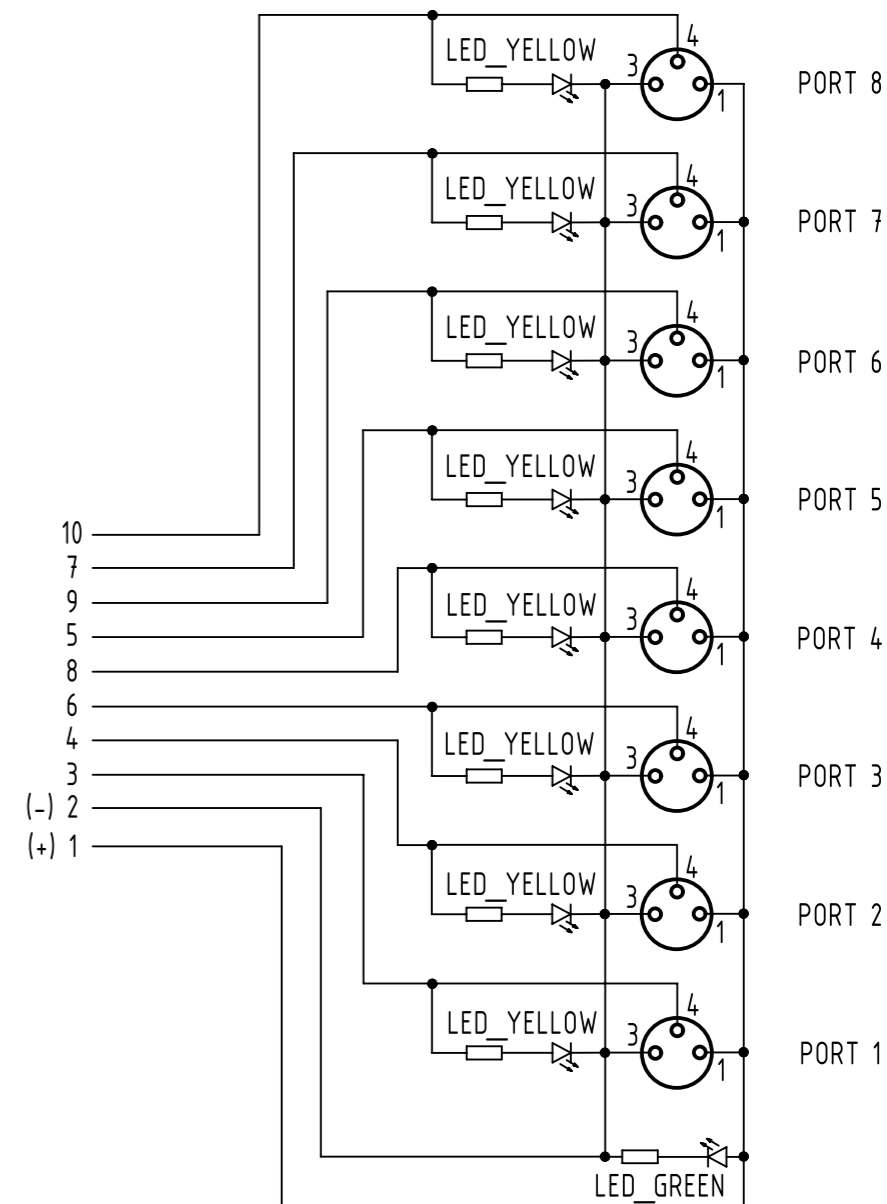 4
LED_YELLOW
3
1
PORT 8
4
LED_YELLOW
3
1
PORT 7
4
LED_YELLOW
3
1
PORT 6
4
LED_YELLOW
3
1
PORT 5
10
7
9
5
8
6
4
3
(-) 2
(+) 1
4
LED_YELLOW
3
1
PORT 4
4
LED_YELLOW
3
1
PORT 3
4
LED_YELLOW
3
1
PORT 2
4
LED_YELLOW
3
1
PORT 1
LED_GREEN